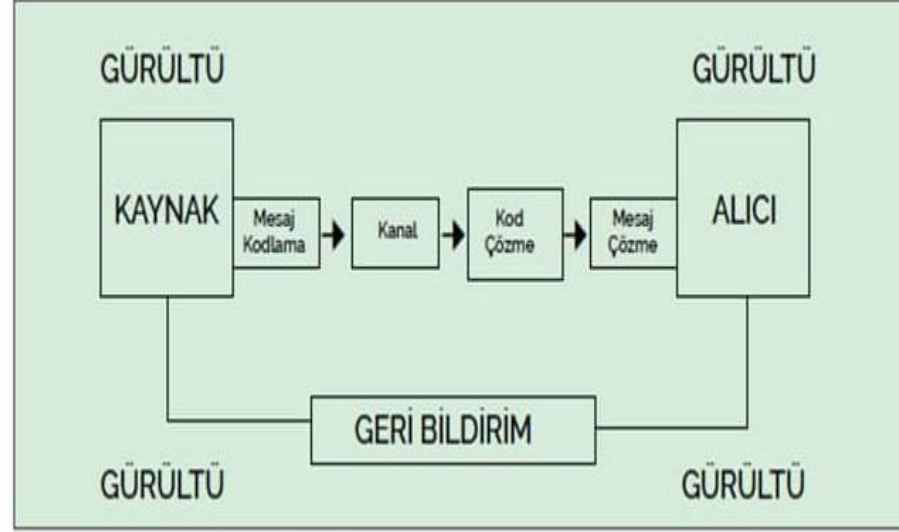 GÜRÜLTÜ
GÜRÜLTÜ
KAYNAK
Mesaj
Kodlama
Kanal
Kod
Çözme
Mesaj
Çözme
ALICI
GERİ BİLDİRİM
GÜRÜLTÜ
GÜRÜLTÜ